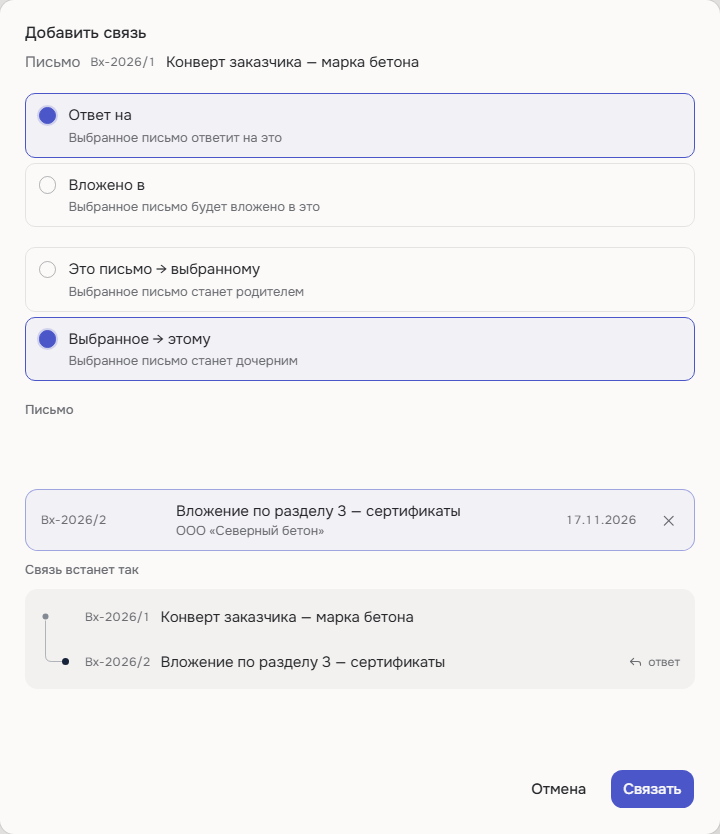 Добавить связь
Письмо Вх-2026/1 Конверт заказчика — марка бетона
Ответ на
Выбранное письмо ответит на это
Вложено в
Выбранное письмо будет вложено в это
Это письмо → выбранному
Выбранное письмо станет родителем
Выбранное → этому
Выбранное письмо станет дочерним
Письмо
Вх-2026/2 Вложение по разделу 3 — сертификаты 17.11.2026
ООО «Северный бетон»
Связь встанет так
Вх-2026/1 Конверт заказчика — марка бетона
Вх-2026/2 Вложение по разделу 3 — сертификаты ответ
Отмена Связать